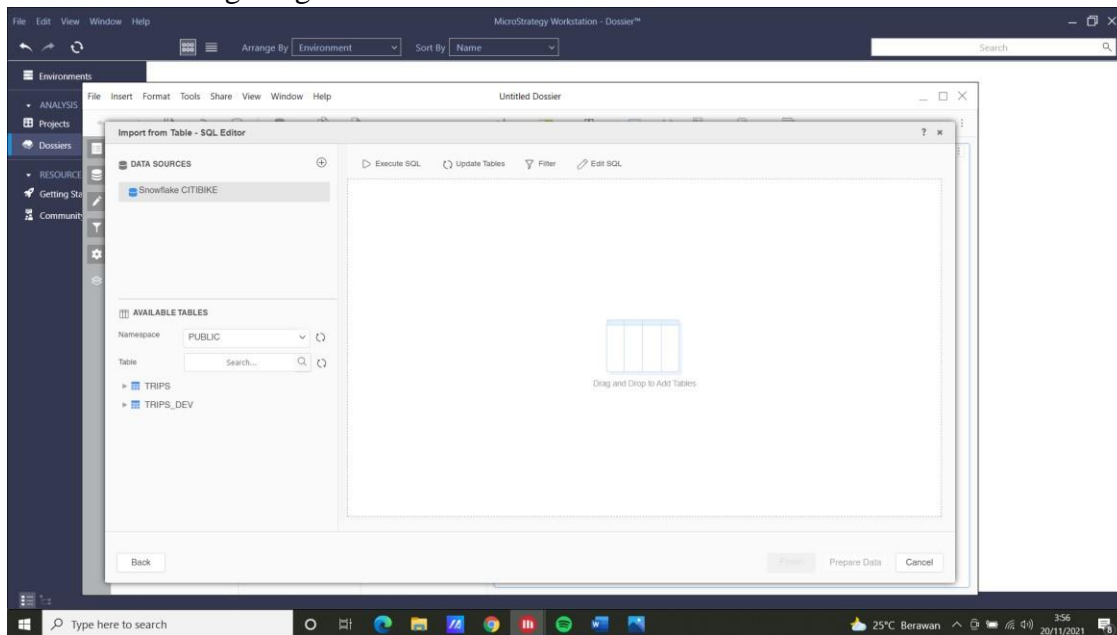 File Edit View Window Help
MicroStrategy Workstation - Dossier™
Arrange By Environment Sort By Name
Search
Environments
ANALYSIS
Projects
Dossiers
RESOURCE
Getting Sta
Community
File Insert Format Tools Share View Window Help
Untitled Dossier
Import from Table - SQL Editor
? ×
DATA SOURCES
Snowflake CITIBIKE
Execute SQL Update Tables Filter Edit SQL
AVAILABLE TABLES
Namespace PUBLIC
Table Search...
TRIPS
TRIPS_DEV
Drag and Drop to Add Tables
Back
Finish Prepare Data Cancel
Type here to search
25°C Berawan
3:56
20/11/2021